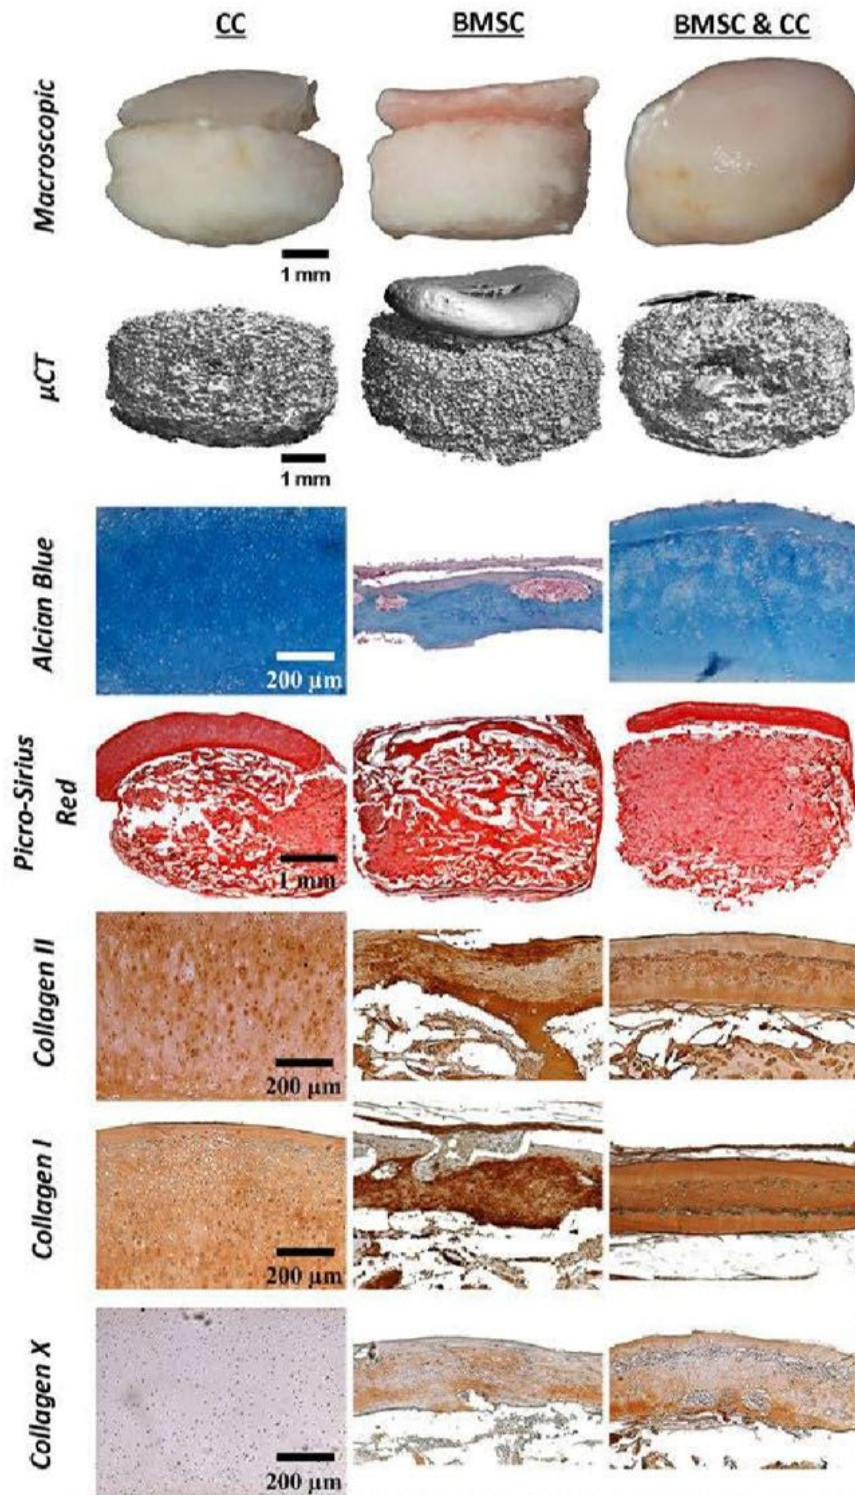 CC BMSC BMSC & CC
Macroscopic
1 mm
µCT
1 mm
Alcian Blue
200 µm
Picro-Sirius
Red
1 mm
Collagen II
200 µm
Collagen I
200 µm
Collagen X
200 µm